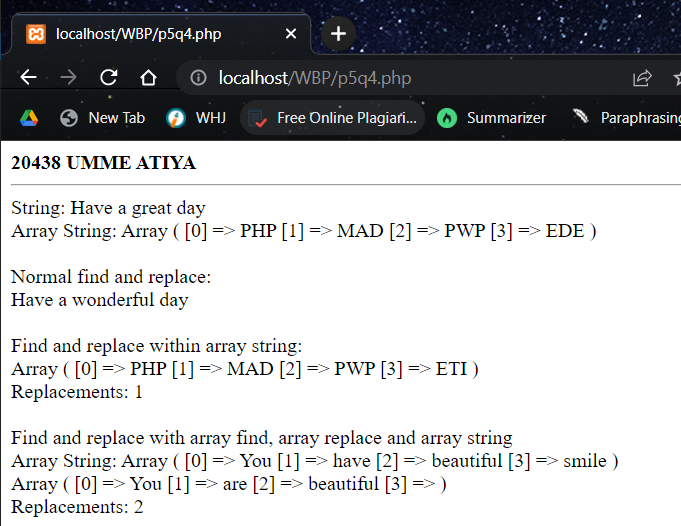 localhost/WBP/p5q4.php
localhost/WBP/p5q4.php
New Tab WHJ Free Online Plagiari... Summarizer Paraphrasing
20438 UMME ATIYA
String: Have a great day
Array String: Array ( [0] => PHP [1] => MAD [2] => PWP [3] => EDE )
Normal find and replace:
Have a wonderful day
Find and replace within array string:
Array ( [0] => PHP [1] => MAD [2] => PWP [3] => ETI )
Replacements: 1
Find and replace with array find, array replace and array string
Array String: Array ( [0] => You [1] => have [2] => beautiful [3] => smile )
Array ( [0] => You [1] => are [2] => beautiful [3] => )
Replacements: 2